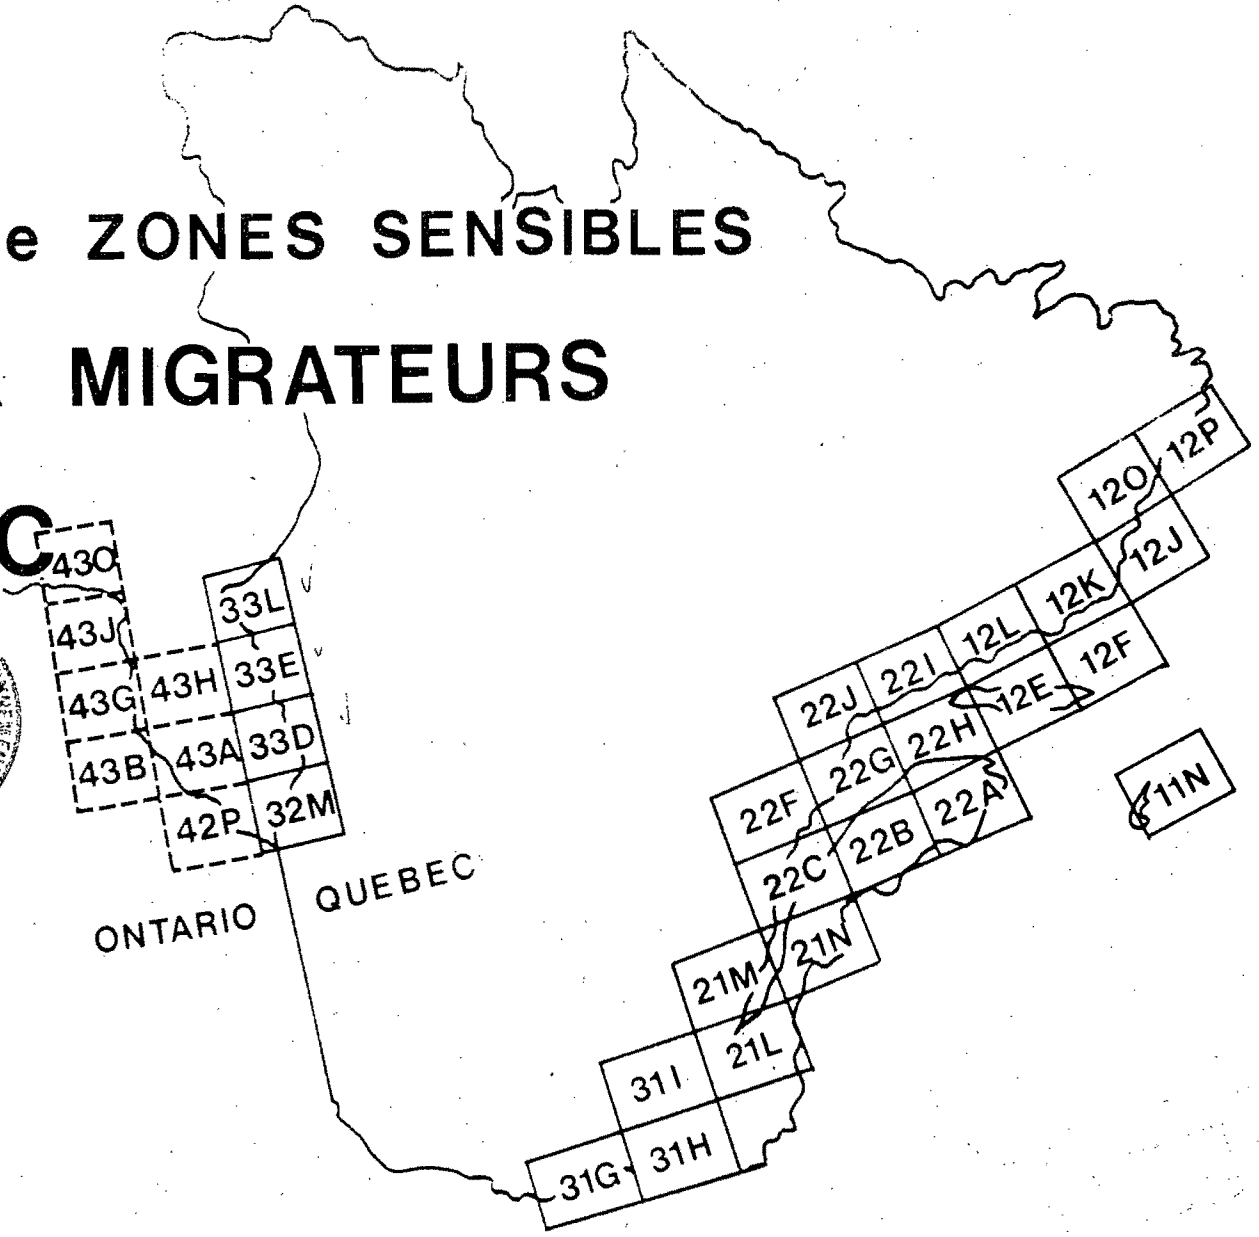 e ZONES SENSIBLES
MIGRATEURS
C
12P
12O
12J
43O
33L
12K
43J
12L
12F
43H
33E
22I
12E
43G
22J
22H
43B
43A
33D
22G
11N
22F
22A
42P
32M
22B
22C
ONTARIO
QUEBEC
21N
21M
21L
31I
31H
31G